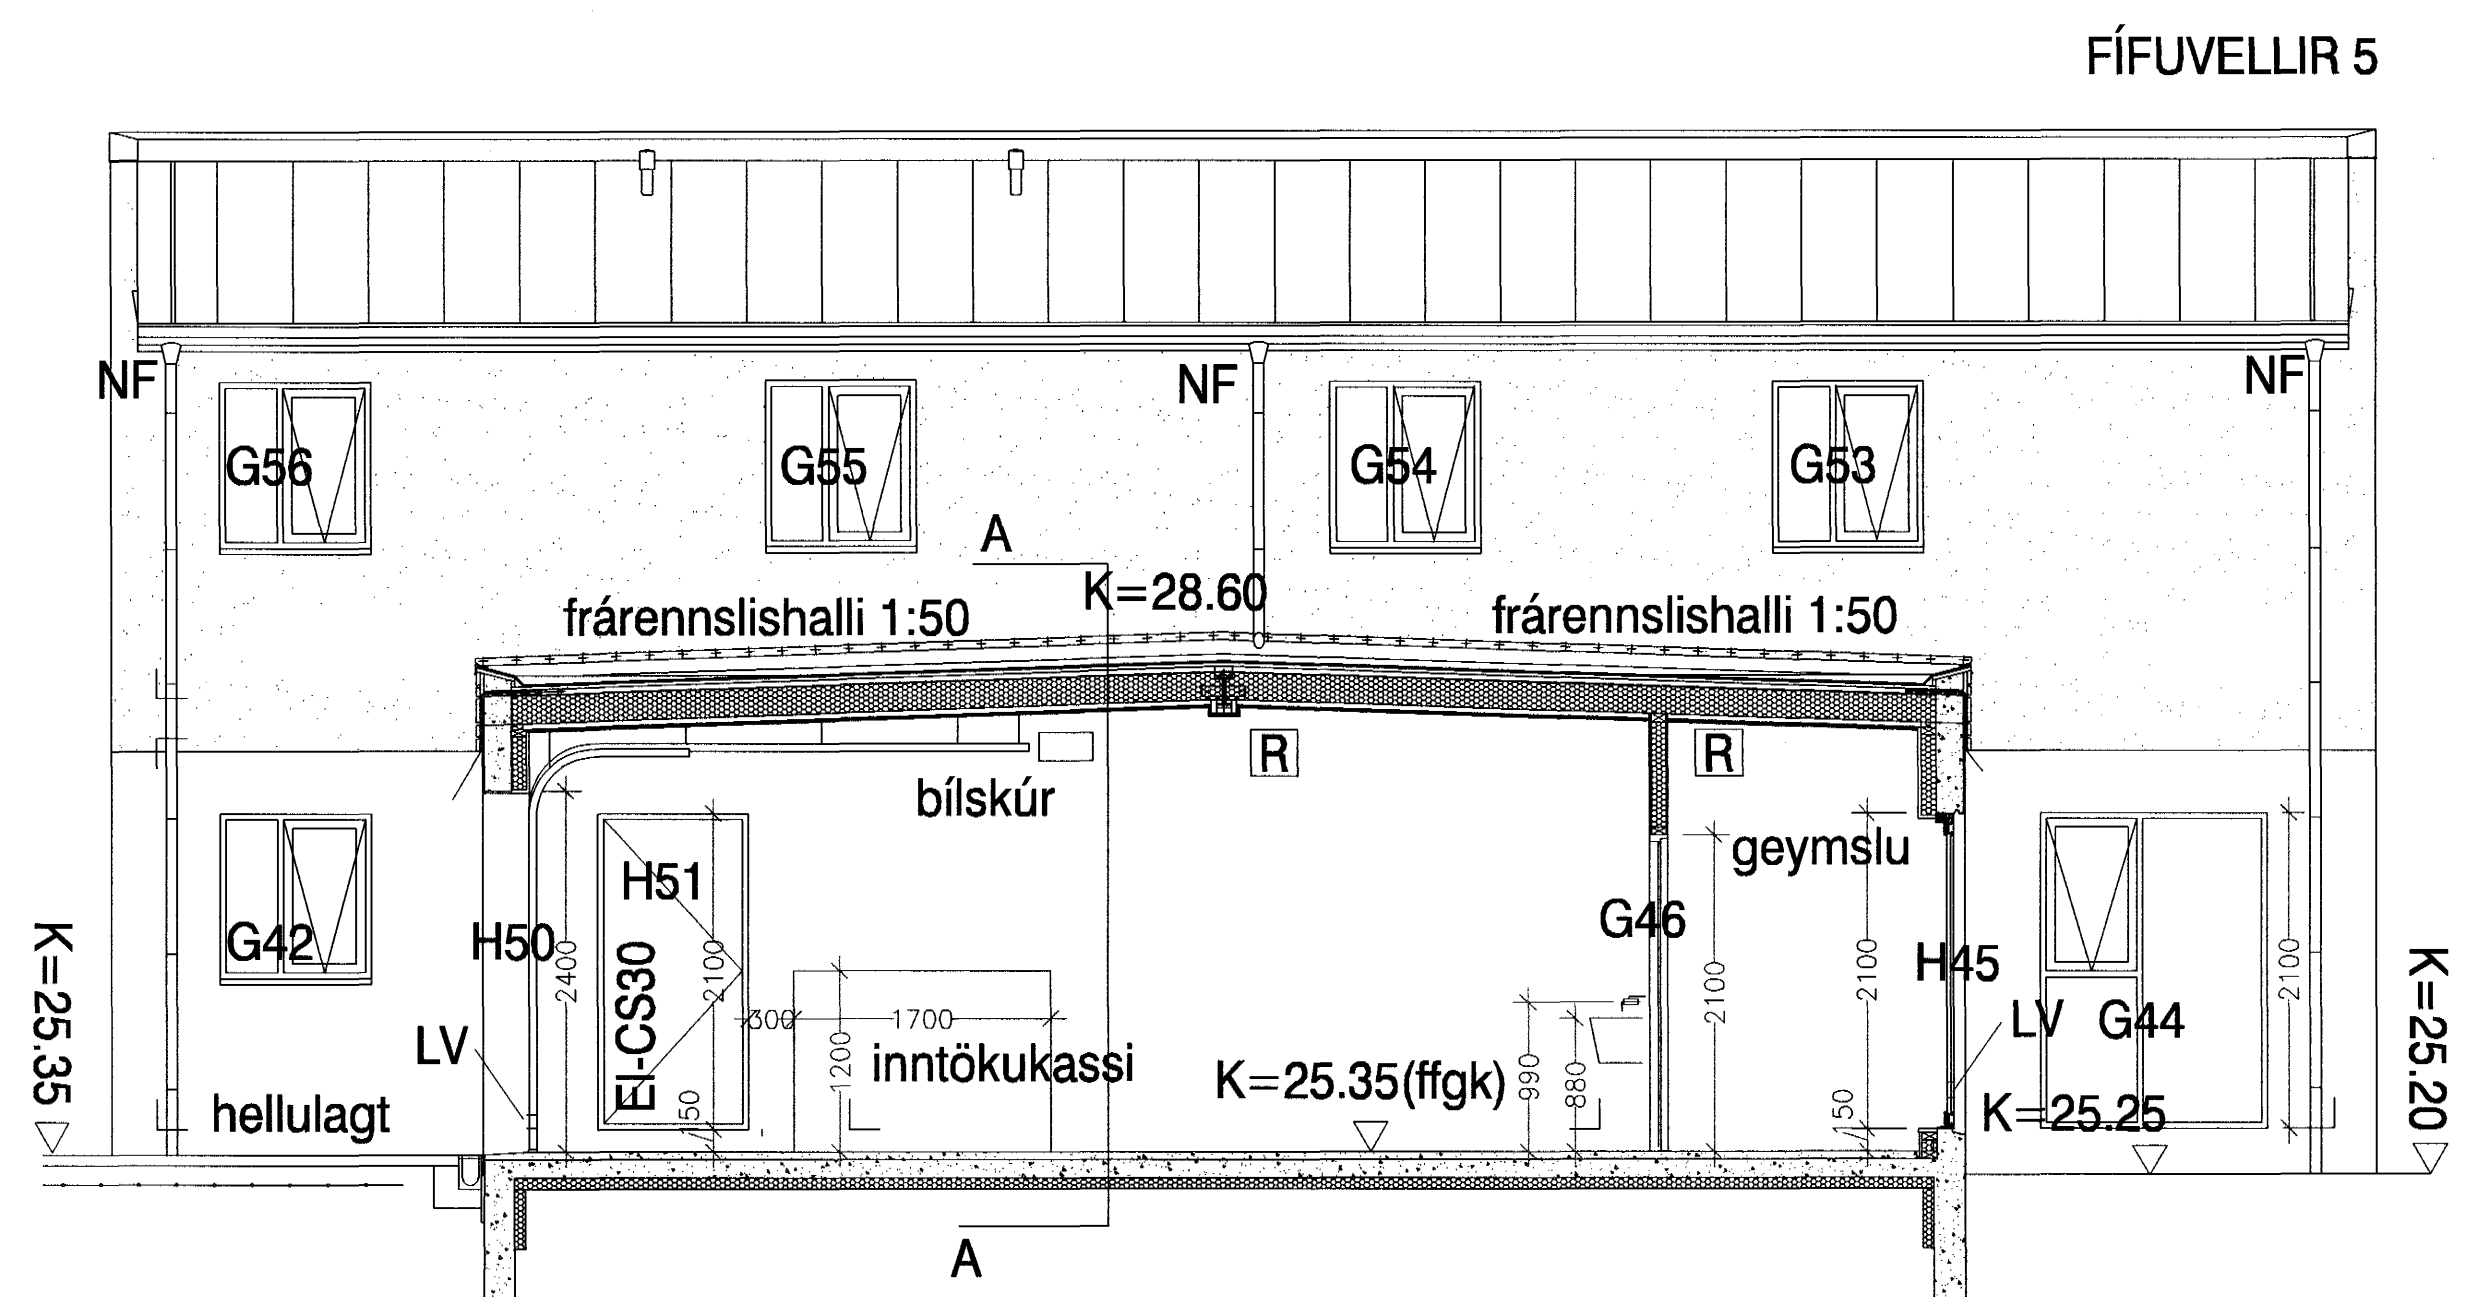 FÍFUVELLIR 5
NF
NF
NF
G56
G55
G54
G53
A
K=28.60
frárennslishalli 1:50
frárennslishalli 1:50
R
R
bílskúr
geymslu
H51
G46
G42
H50
2400
EI-CS30
2100
2100
2100
H45
2100
K=25.35
K=25.20
300
1700
LV
1200
inntökukassi
K=25.35(ffgk)
990
880
LV
G44
150
150
K=25.25
hellulagt
A